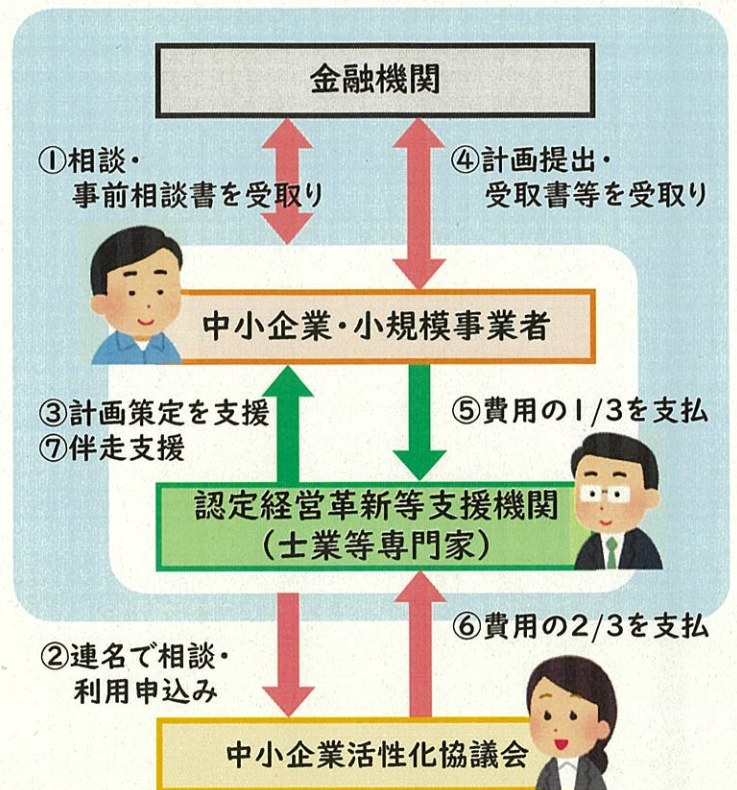 金融機関
①相談・
事前相談書を受取り
④計画提出・
受取書等を受取り
中小企業・小規模事業者
③計画策定を支援
⑦伴走支援
⑤費用の1/3を支払
認定経営革新等支援機関
(士業等専門家)
②連名で相談・
利用申込み
⑥費用の2/3を支払
中小企業活性化協議会